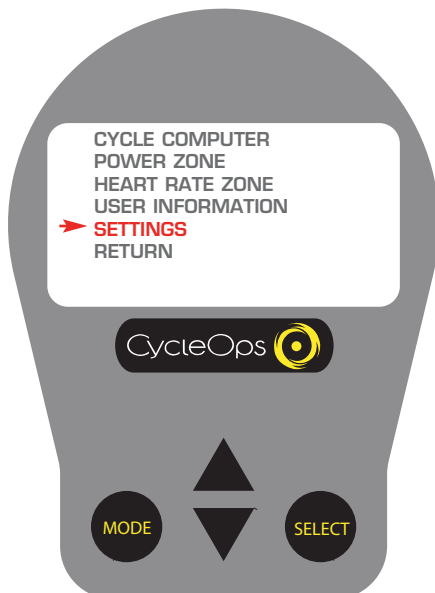 CYCLE COMPUTER
POWER ZONE
HEART RATE ZONE
USER INFORMATION
SETTINGS
RETURN
CycleOps
MODE
SELECT